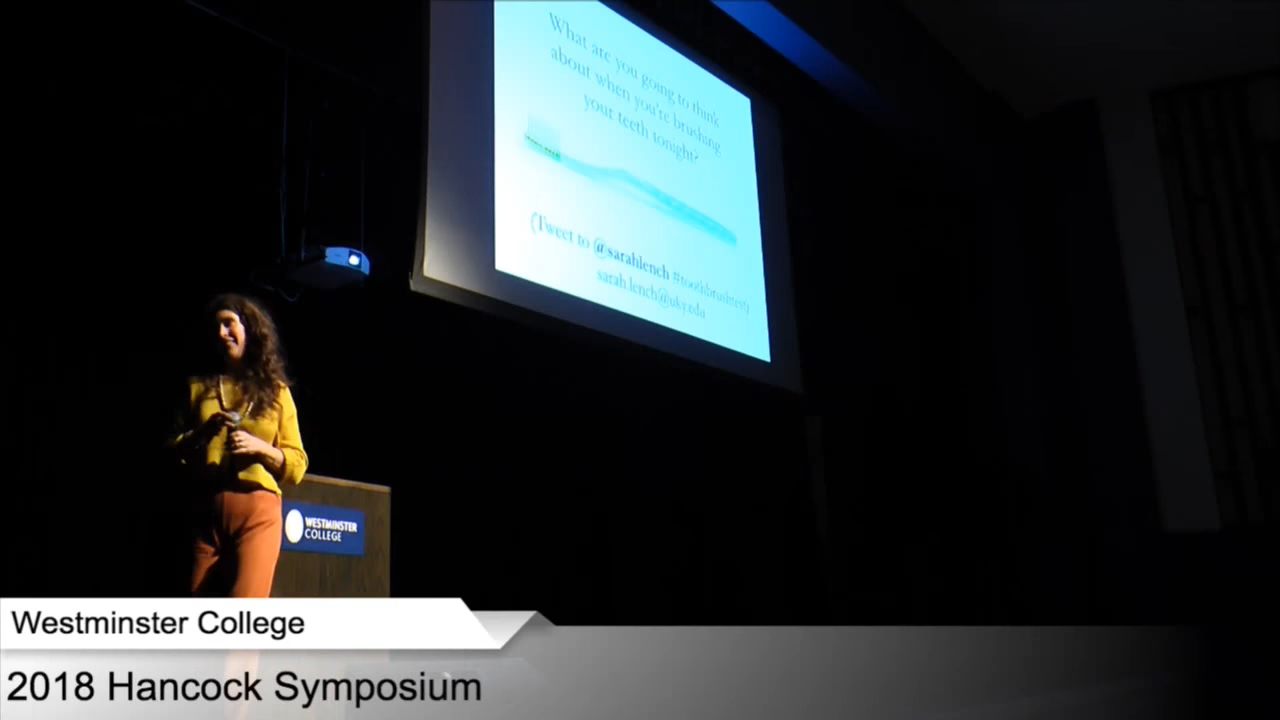 What are you going to think
about when you're brushing
your teeth tonight?
(Tweet to @sarahlench #toothbrushtest)
sarah.lench@uky.edu
WESTMINSTER
COLLEGE
Westminster College
2018 Hancock Symposium